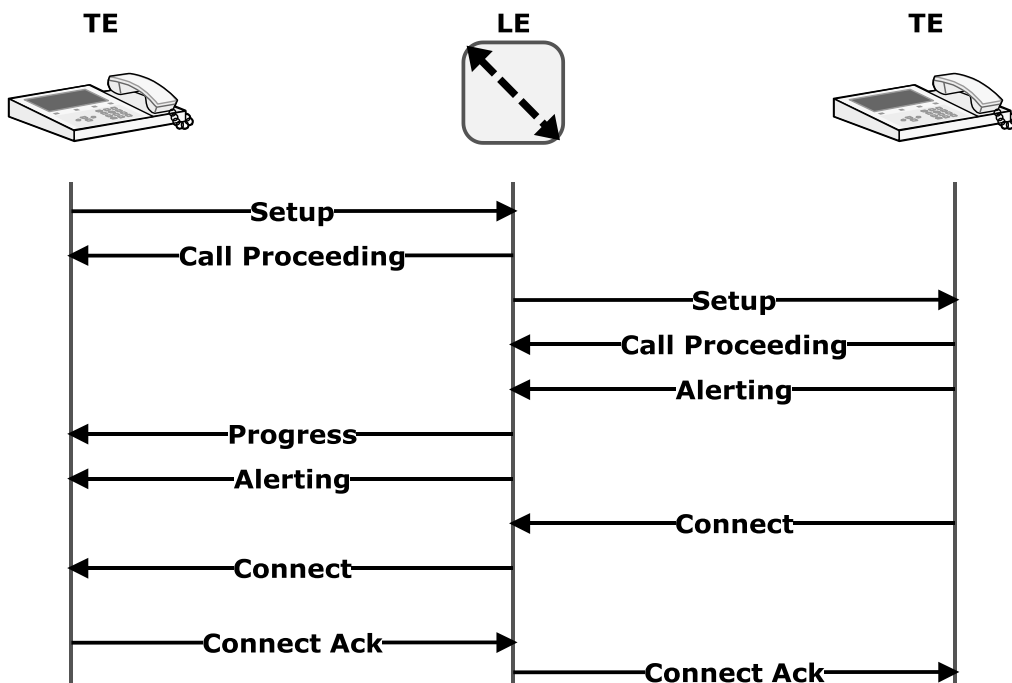 TE
LE
TE
Setup
Call Proceeding
Setup
Call Proceeding
Alerting
Progress
Alerting
Connect
Connect
Connect Ack
Connect Ack